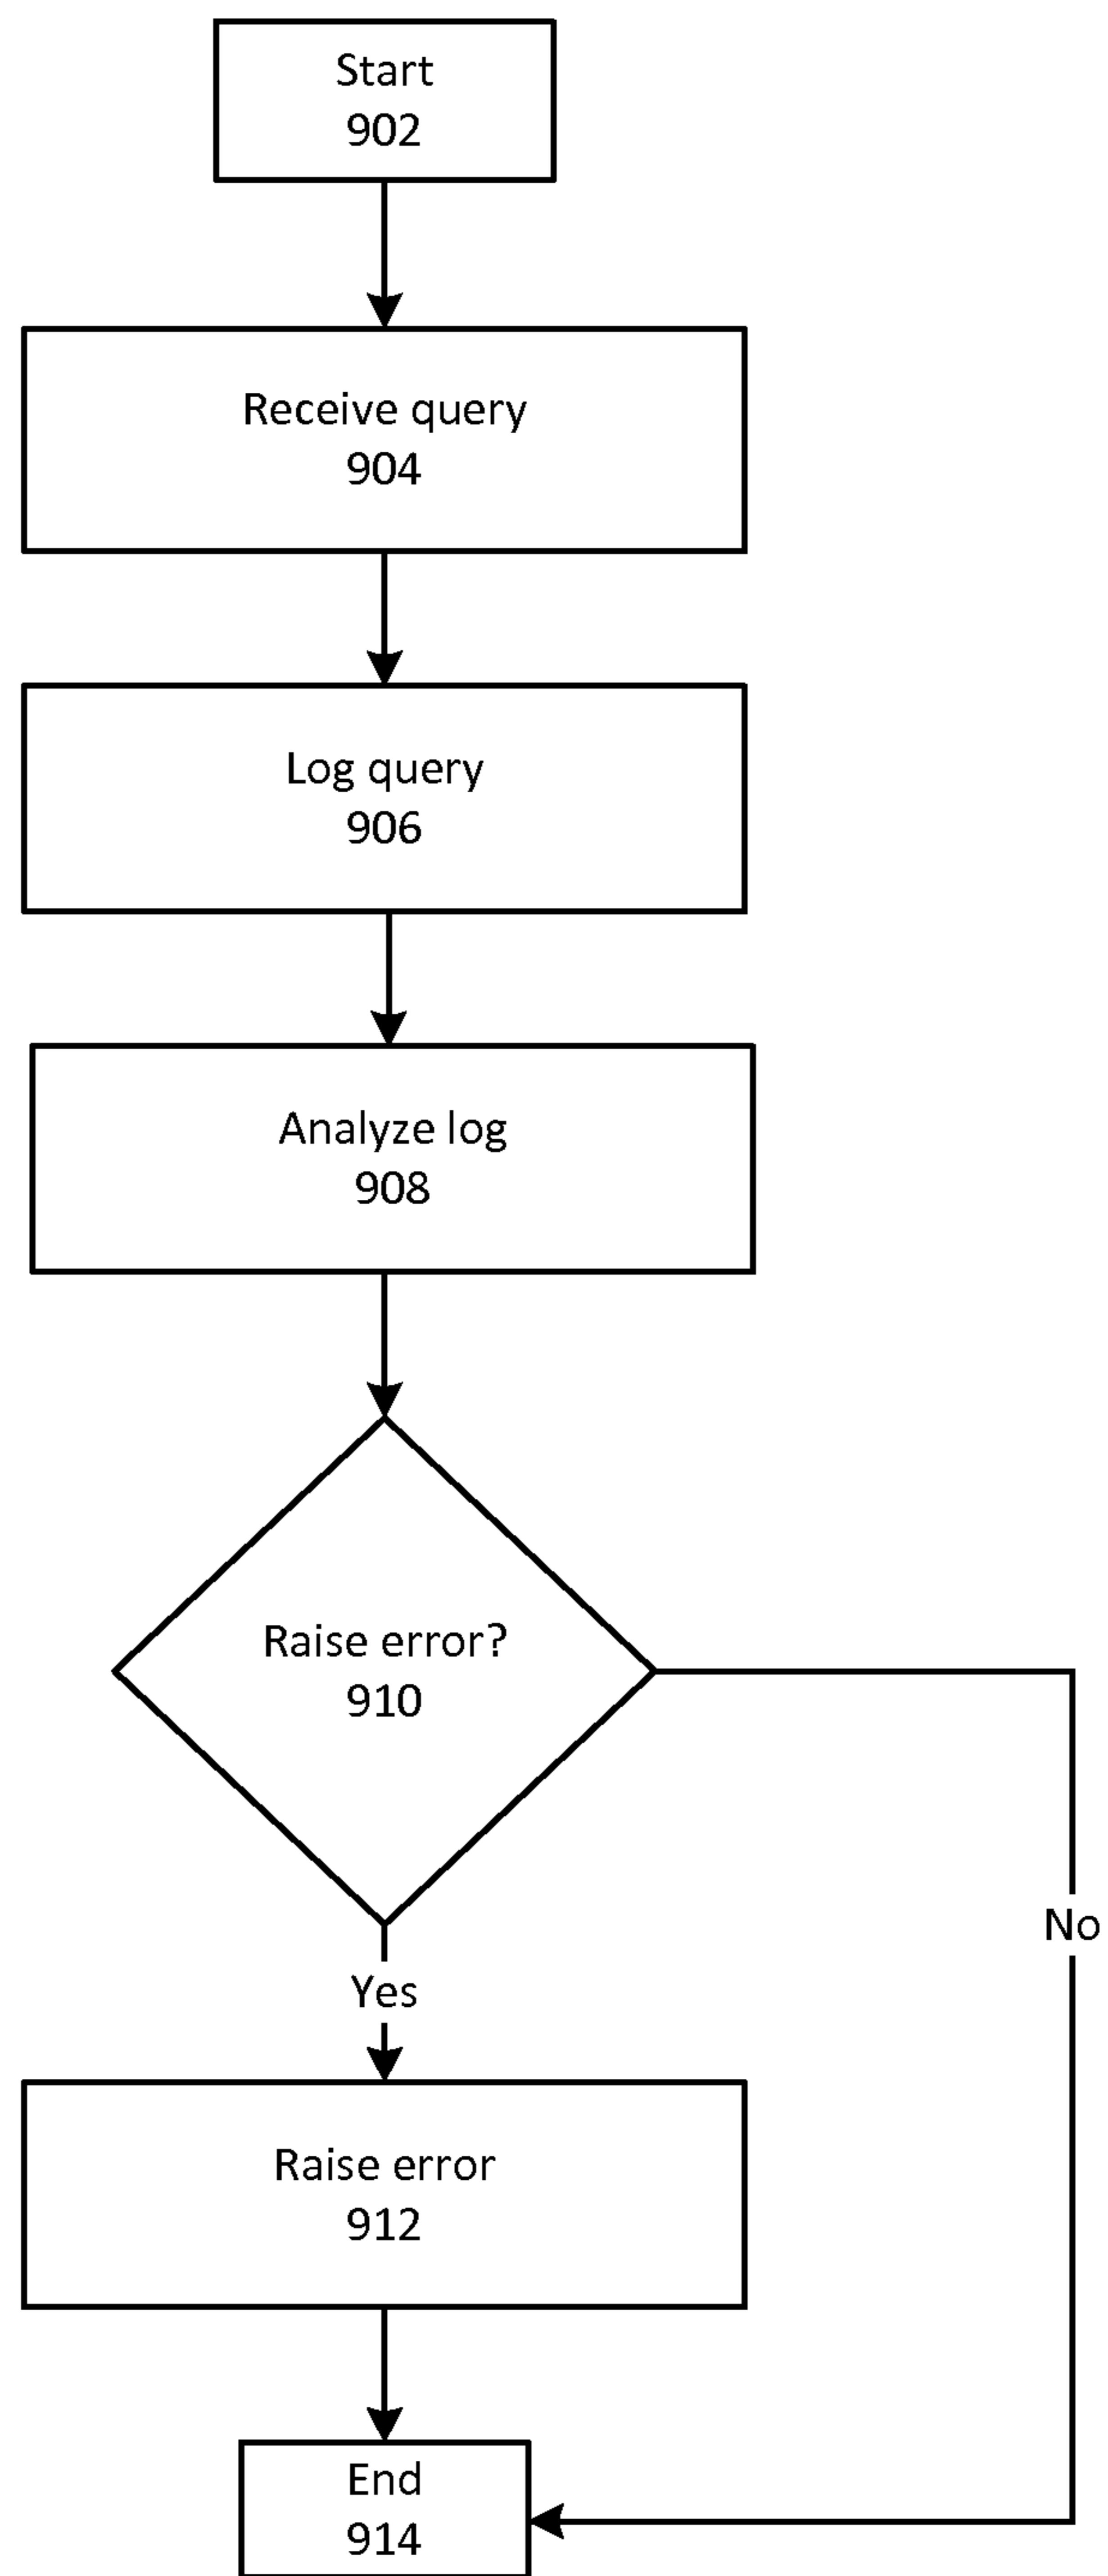 Start
902
Receive query
904
Log query
906
Analyze log
908
Raise error?
910
No
Yes
Raise error
912
End
914